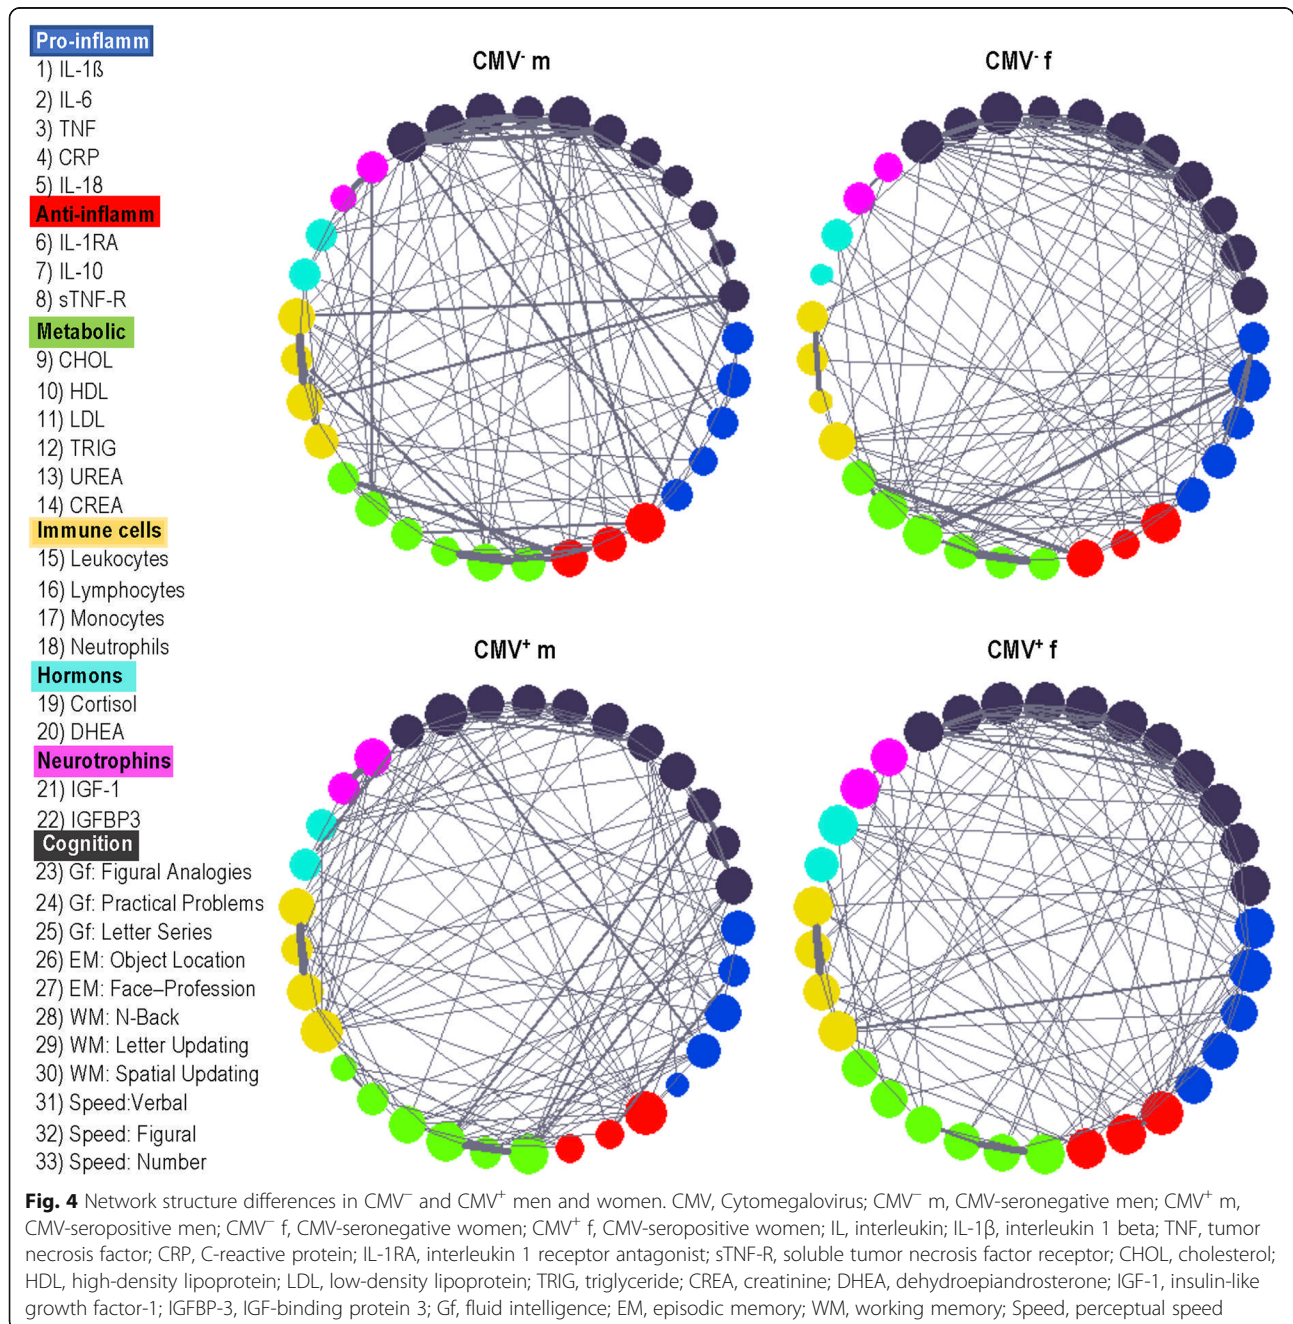 Pro-inflamm
1) IL-1ß
2) IL-6
3) TNF
4) CRP
5) IL-18
Anti-inflamm
6) IL-1RA
7) IL-10
8) sTNF-R
Metabolic
9) CHOL
10) HDL
11) LDL
12) TRIG
13) UREA
14) CREA
Immune cells
15) Leukocytes
16) Lymphocytes
17) Monocytes
18) Neutrophils
Hormons
19) Cortisol
20) DHEA
Neurotrophins
21) IGF-1
22) IGFBP3
Cognition
23) Gf: Figural Analogies
24) Gf: Practical Problems
25) Gf: Letter Series
26) EM: Object Location
27) EM: Face–Profession
28) WM: N-Back
29) WM: Letter Updating
30) WM: Spatial Updating
31) Speed:Verbal
32) Speed: Figural
33) Speed: Number
CMV⁻ m
CMV⁻ f
CMV⁺ m
CMV⁺ f
Fig. 4 Network structure differences in CMV⁻ and CMV⁺ men and women. CMV, Cytomegalovirus; CMV⁻ m, CMV-seronegative men; CMV⁺ m,
CMV-seropositive men; CMV⁻ f, CMV-seronegative women; CMV⁺ f, CMV-seropositive women; IL, interleukin; IL-1β, interleukin 1 beta; TNF, tumor
necrosis factor; CRP, C-reactive protein; IL-1RA, interleukin 1 receptor antagonist; sTNF-R, soluble tumor necrosis factor receptor; CHOL, cholesterol;
HDL, high-density lipoprotein; LDL, low-density lipoprotein; TRIG, triglyceride; CREA, creatinine; DHEA, dehydroepiandrosterone; IGF-1, insulin-like
growth factor-1; IGFBP-3, IGF-binding protein 3; Gf, fluid intelligence; EM, episodic memory; WM, working memory; Speed, perceptual speed